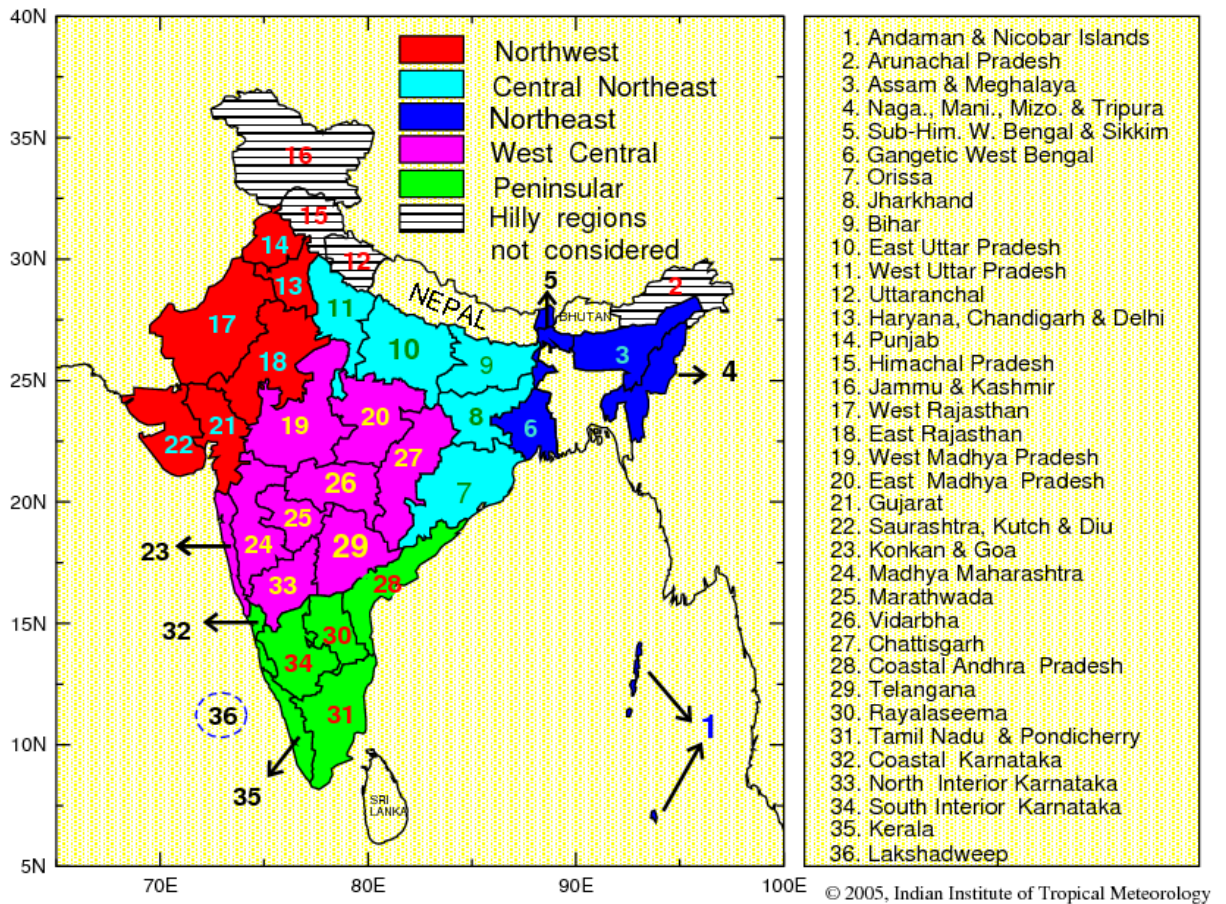 40N
35N
30N
25N
20N
15N
10N
5N
70E
80E
90E
100E
Northwest
Central Northeast
Northeast
West Central
Peninsular
Hilly regions
not considered
16
15
14
13
12
5
2
NEPAL
BHUTAN
11
17
10
18
9
3
4
19
20
8
21
22
6
27
26
7
25
23
24
29
33
28
32
30
34
31
36
1
35
SRI
LANKA
1. Andaman & Nicobar Islands
2. Arunachal Pradesh
3. Assam & Meghalaya
4. Naga., Mani., Mizo. & Tripura
5. Sub-Him. W. Bengal & Sikkim
6. Gangetic West Bengal
7. Orissa
8. Jharkhand
9. Bihar
10. East Uttar Pradesh
11. West Uttar Pradesh
12. Uttaranchal
13. Haryana, Chandigarh & Delhi
14. Punjab
15. Himachal Pradesh
16. Jammu & Kashmir
17. West Rajasthan
18. East Rajasthan
19. West Madhya Pradesh
20. East Madhya Pradesh
21. Gujarat
22. Saurashtra, Kutch & Diu
23. Konkan & Goa
24. Madhya Maharashtra
25. Marathwada
26. Vidarbha
27. Chattisgarh
28. Coastal Andhra Pradesh
29. Telangana
30. Rayalaseema
31. Tamil Nadu & Pondicherry
32. Coastal Karnataka
33. North Interior Karnataka
34. South Interior Karnataka
35. Kerala
36. Lakshadweep
© 2005, Indian Institute of Tropical Meteorology